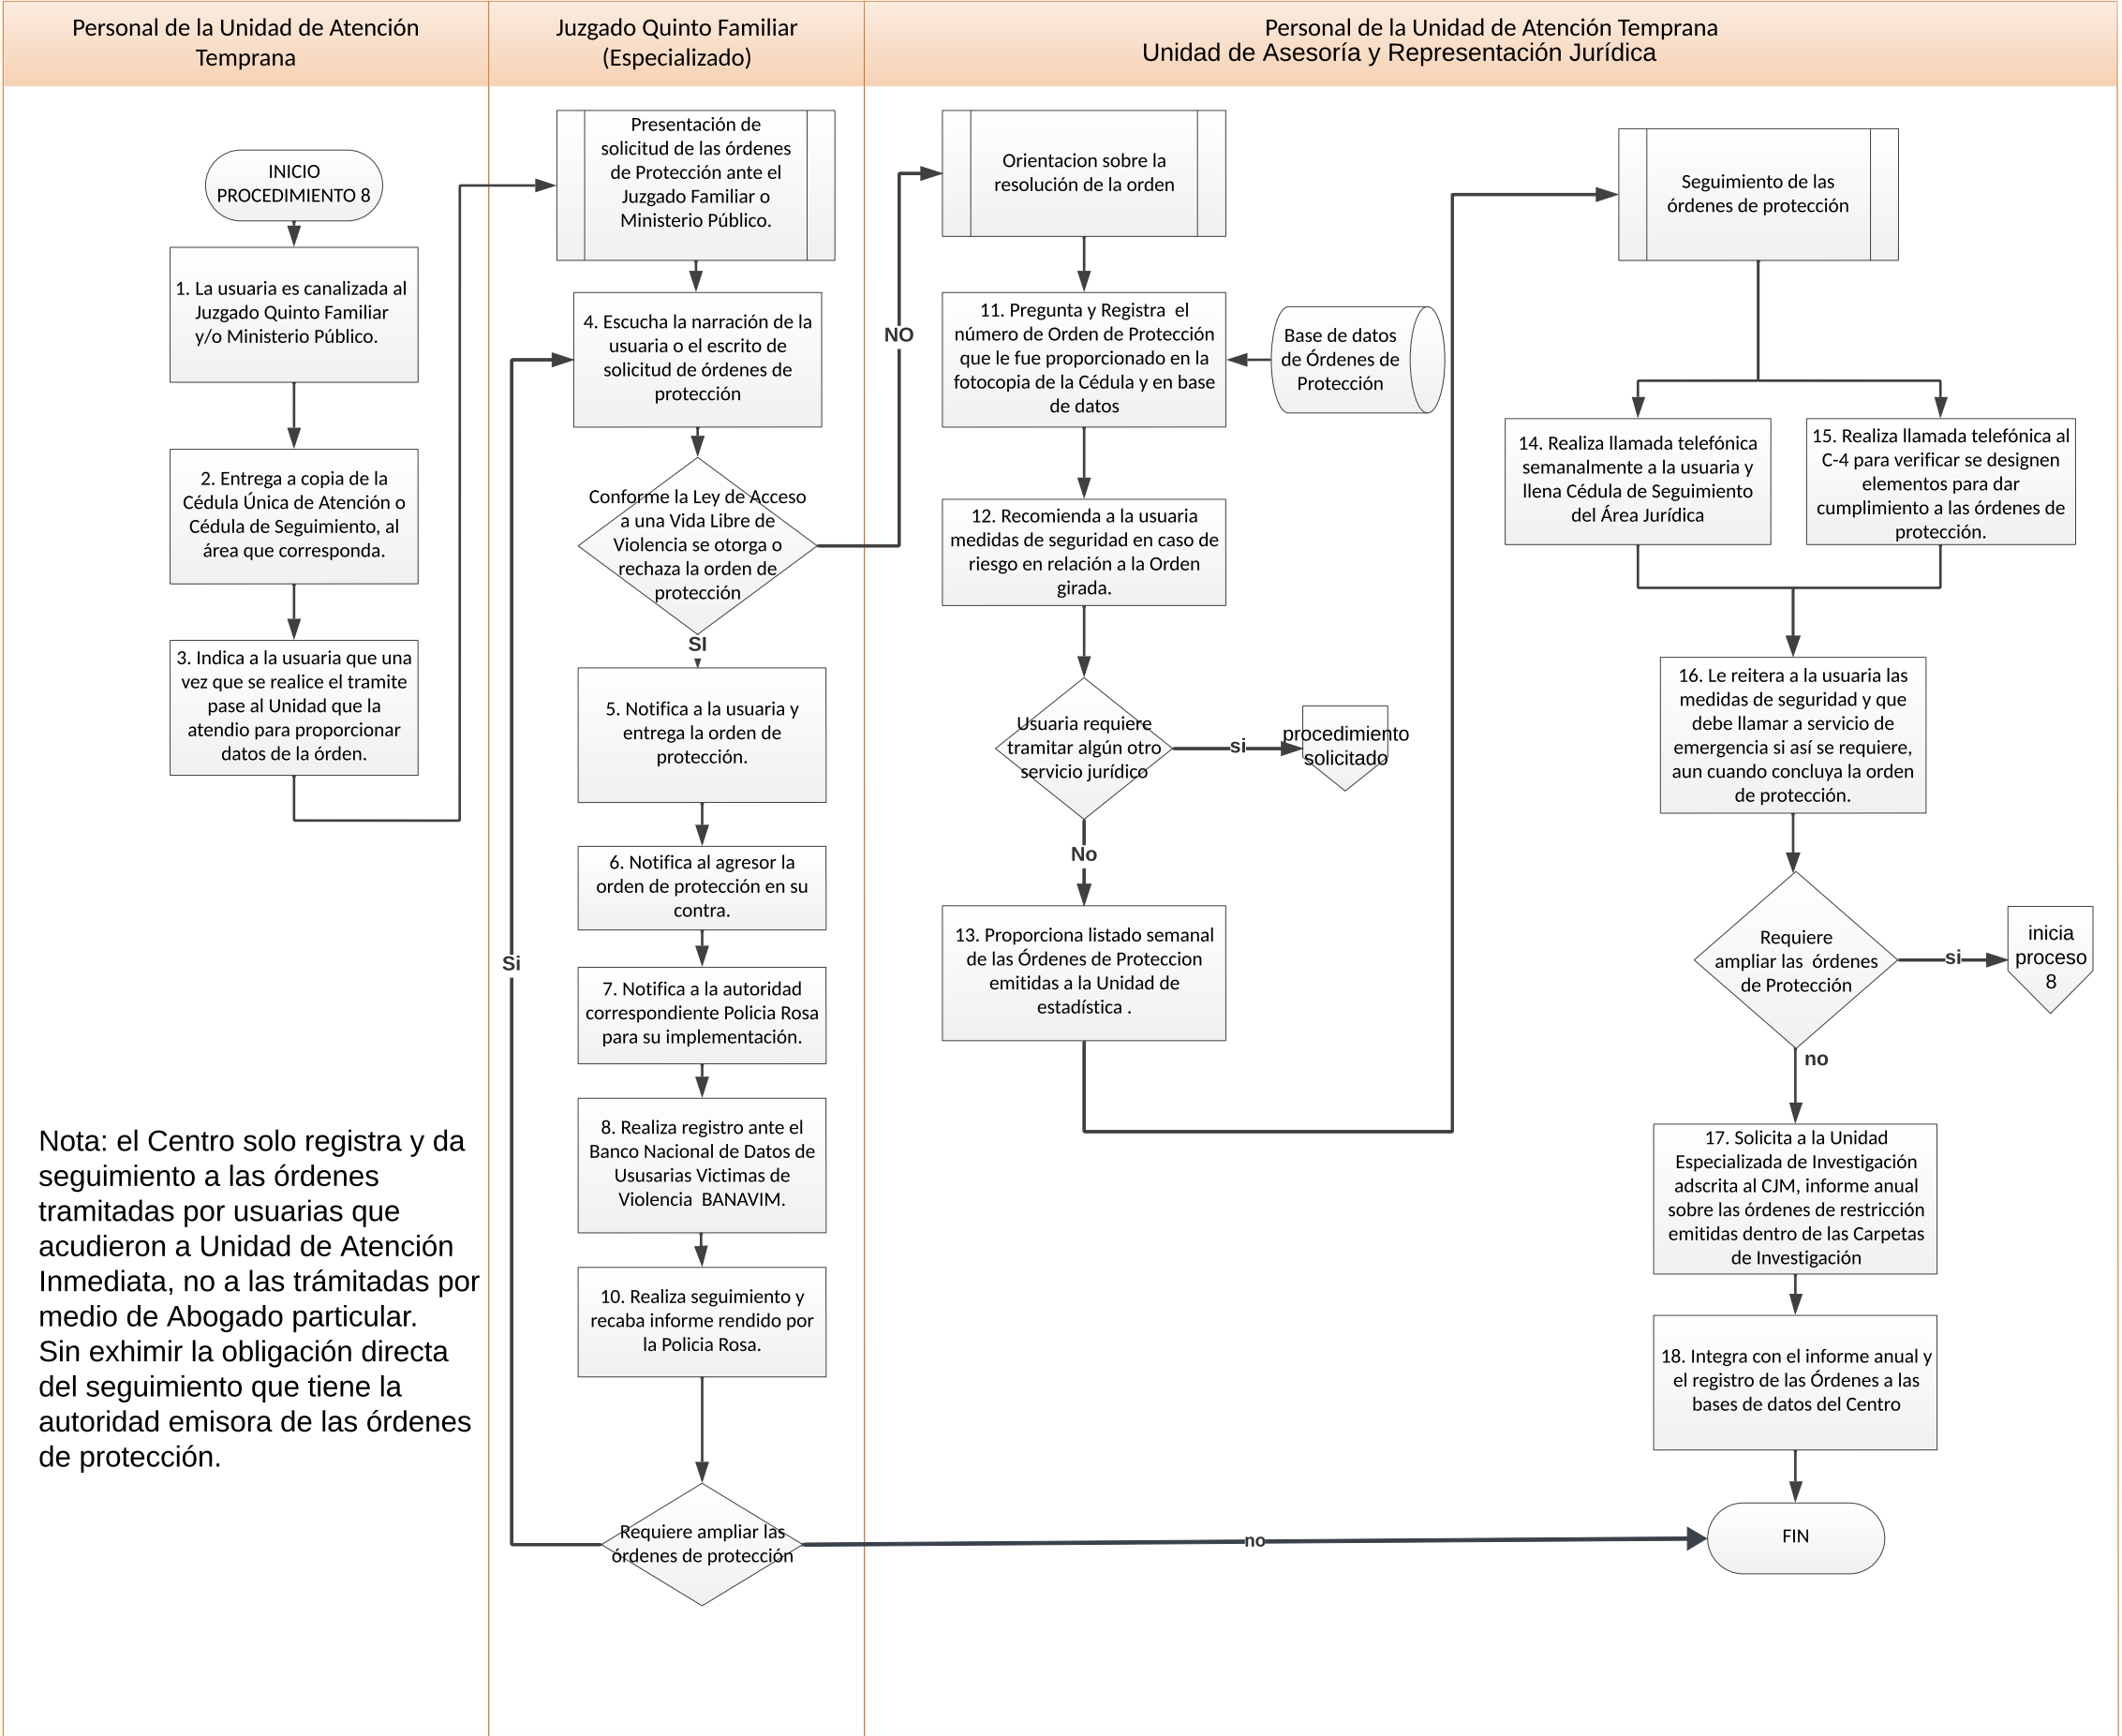 Personal de la Unidad de Atención
Temprana
Juzgado Quinto Familiar
(Especializado)
Personal de la Unidad de Atención Temprana
Unidad de Asesoría y Representación Jurídica
INICIO
PROCEDIMIENTO 8
1. La usuaria es canalizada al
Juzgado Quinto Familiar
y/o Ministerio Público.
2. Entrega a copia de la
Cédula Única de Atención o
Cédula de Seguimiento, al
área que corresponda.
3. Indica a la usuaria que una
vez que se realice el tramite
pase al Unidad que la
atendio para proporcionar
datos de la órden.
Nota: el Centro solo registra y da
seguimiento a las órdenes
tramitadas por usuarias que
acudieron a Unidad de Atención
Inmediata, no a las trámitadas por
medio de Abogado particular.
Sin exhimir la obligación directa
del seguimiento que tiene la
autoridad emisora de las órdenes
de protección.
Presentación de
solicitud de las órdenes
de Protección ante el
Juzgado Familiar o
Ministerio Público.
4. Escucha la narración de la
usuaria o el escrito de
solicitud de órdenes de
protección
Conforme la Ley de Acceso
a una Vida Libre de
Violencia se otorga o
rechaza la orden de
protección
NO
SI
5. Notifica a la usuaria y
entrega la orden de
protección.
6. Notifica al agresor la
orden de protección en su
contra.
Si
7. Notifica a la autoridad
correspondiente Policia Rosa
para su implementación.
8. Realiza registro ante el
Banco Nacional de Datos de
Ususarias Victimas de
Violencia  BANAVIM.
10. Realiza seguimiento y
recaba informe rendido por
la Policia Rosa.
Requiere ampliar las
órdenes de protección
no
Orientacion sobre la
resolución de la orden
11. Pregunta y Registra  el
número de Orden de Protección
que le fue proporcionado en la
fotocopia de la Cédula y en base
de datos
Base de datos
de Órdenes de
Protección
12. Recomienda a la usuaria
medidas de seguridad en caso de
riesgo en relación a la Orden
girada.
Usuaria requiere
tramitar algún otro
servicio jurídico
si
procedimiento
solicitado
No
13. Proporciona listado semanal
de las Órdenes de Proteccion
emitidas a la Unidad de
estadística .
Seguimiento de las
órdenes de protección
14. Realiza llamada telefónica
semanalmente a la usuaria y
llena Cédula de Seguimiento
del Área Jurídica
15. Realiza llamada telefónica al
C-4 para verificar se designen
elementos para dar
cumplimiento a las órdenes de
protección.
16. Le reitera a la usuaria las
medidas de seguridad y que
debe llamar a servicio de
emergencia si así se requiere,
aun cuando concluya la orden
de protección.
Requiere
ampliar las  órdenes
de Protección
si
inicia
proceso
8
no
17. Solicita a la Unidad
Especializada de Investigación
adscrita al CJM, informe anual
sobre las órdenes de restricción
emitidas dentro de las Carpetas
de Investigación
18. Integra con el informe anual y
el registro de las Órdenes a las
bases de datos del Centro
FIN